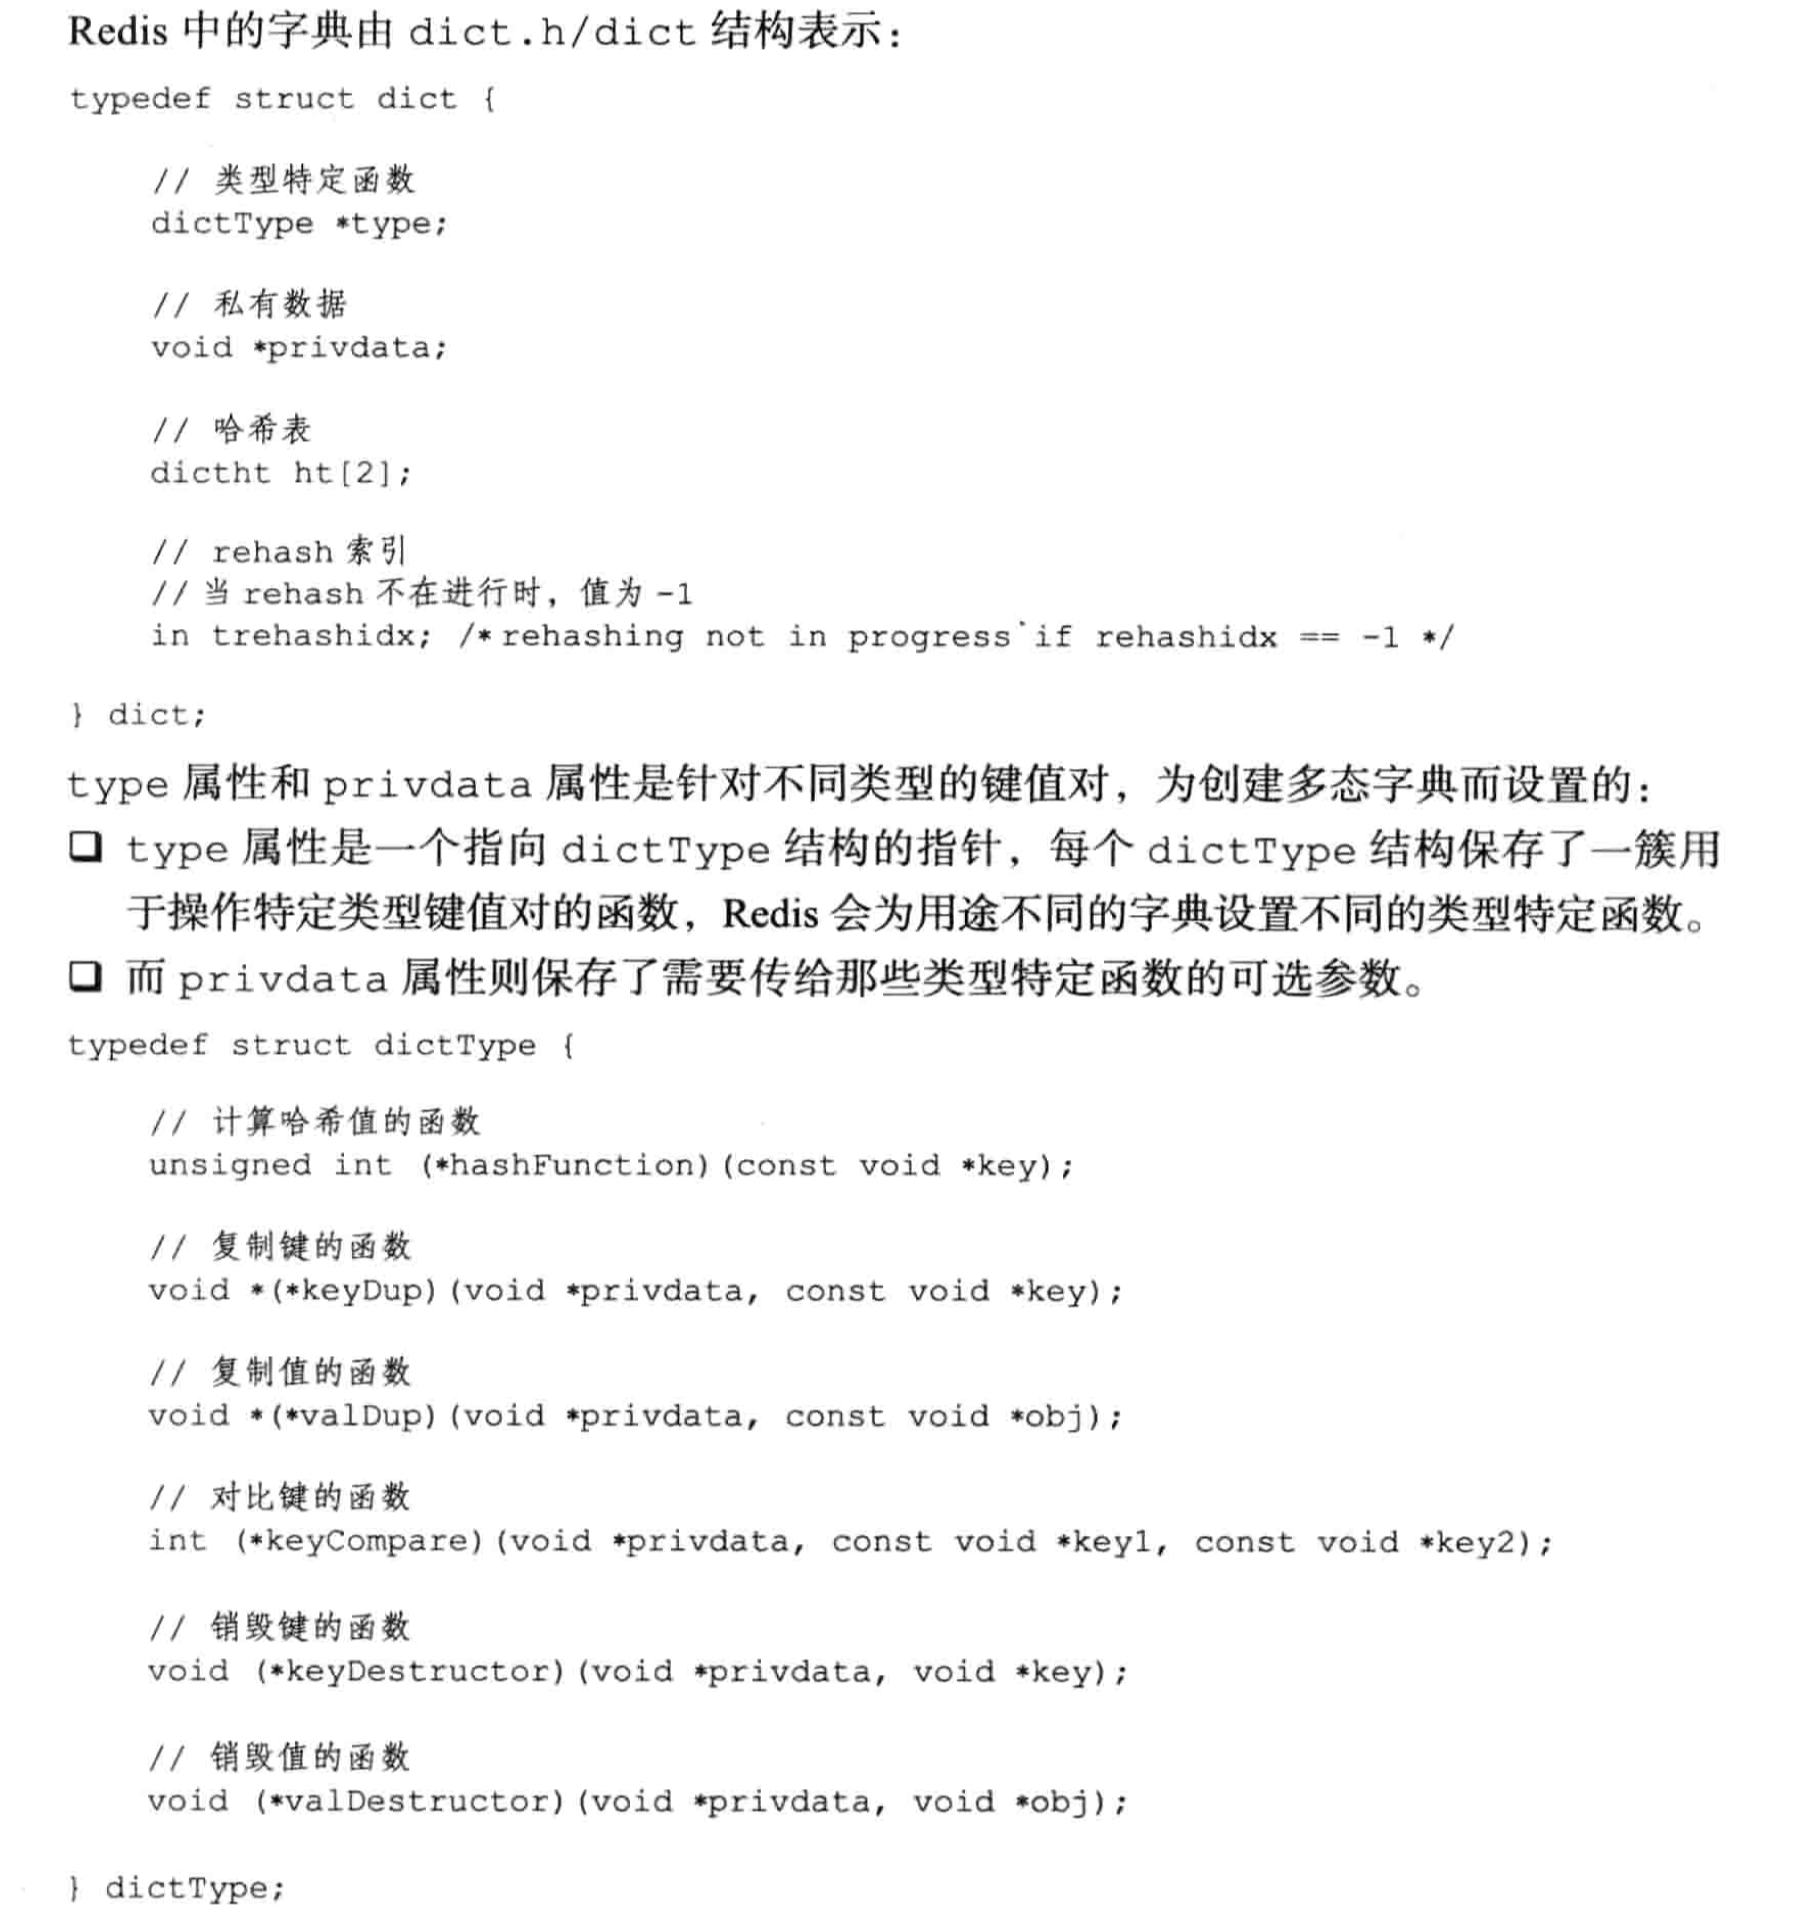 Redis 中的字典由 dict.h/dict 结构表示：
typedef struct dict {
// 类型特定函数
dictType *type;
// 私有数据
void *privdata;
// 哈希表
dictht ht[2];
// rehash 索引
// 当 rehash 不在进行时，值为 -1
in trehashidx; /* rehashing not in progress if rehashidx == -1 */
} dict;
type 属性和 privdata 属性是针对不同类型的键值对，为创建多态字典而设置的：
❑ type 属性是一个指向 dictType 结构的指针，每个 dictType 结构保存了一簇用
于操作特定类型键值对的函数，Redis 会为用途不同的字典设置不同的类型特定函数。
❑ 而 privdata 属性则保存了需要传给那些类型特定函数的可选参数。
typedef struct dictType {
// 计算哈希值的函数
unsigned int (*hashFunction)(const void *key);
// 复制键的函数
void *(*keyDup)(void *privdata, const void *key);
// 复制值的函数
void *(*valDup)(void *privdata, const void *obj);
// 对比键的函数
int (*keyCompare)(void *privdata, const void *key1, const void *key2);
// 销毁键的函数
void (*keyDestructor)(void *privdata, void *key);
// 销毁值的函数
void (*valDestructor)(void *privdata, void *obj);
} dictType;